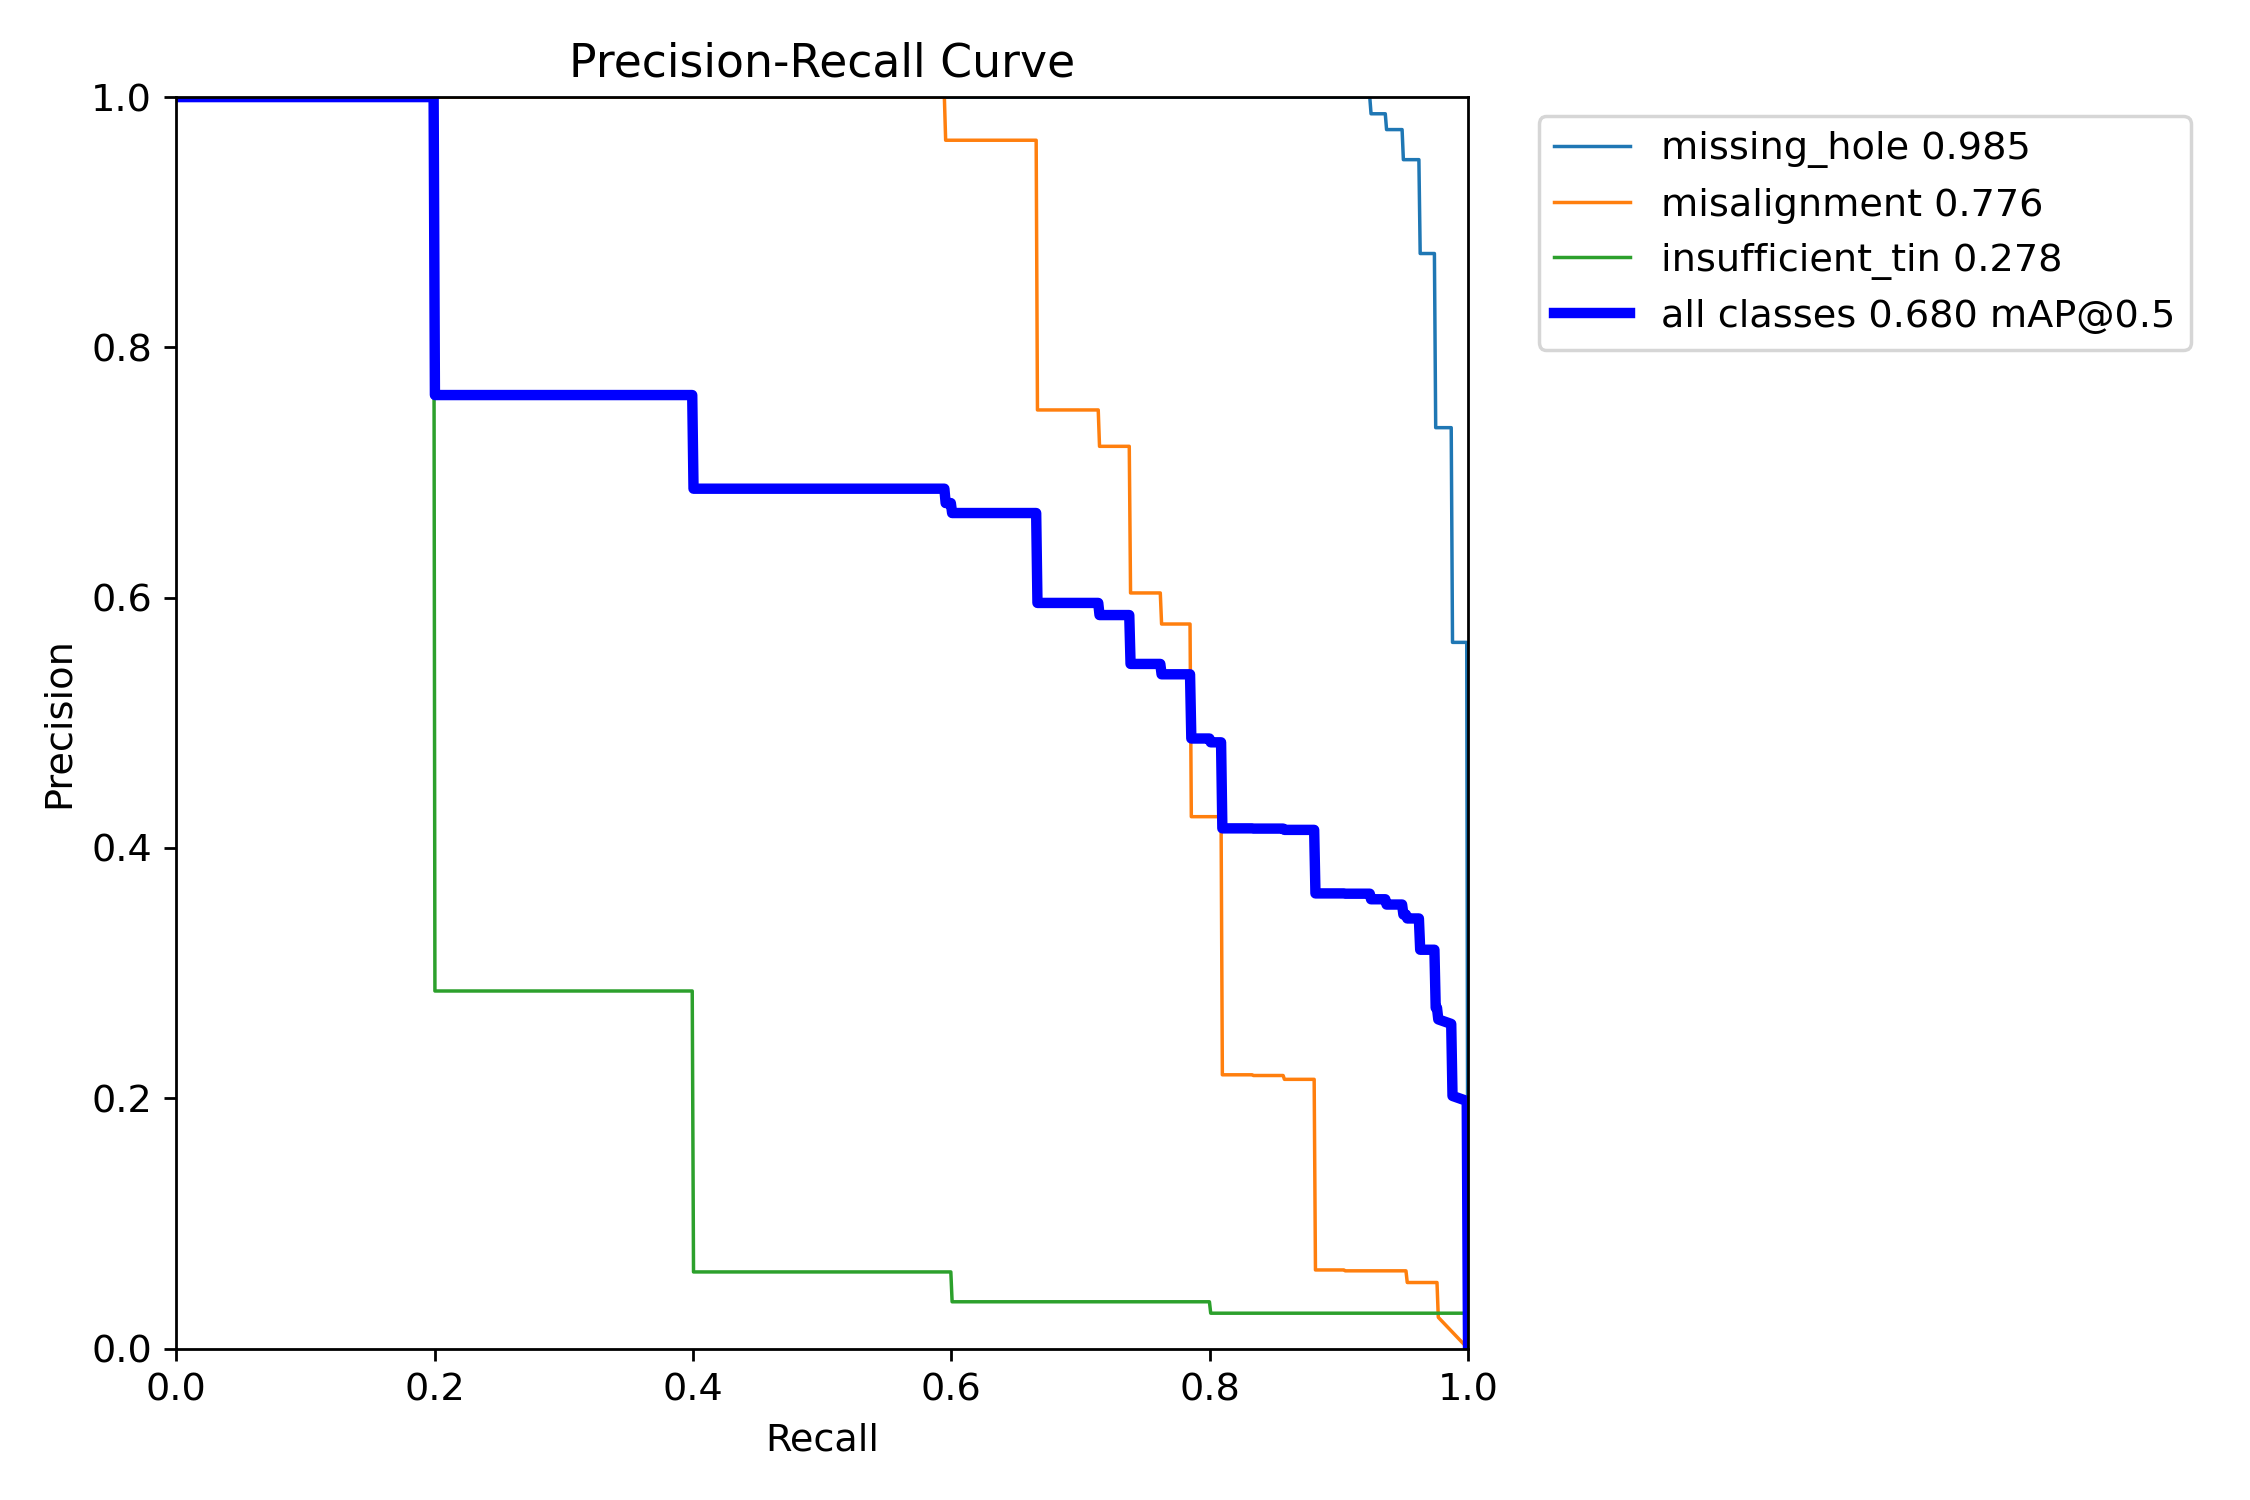 Precision-Recall Curve
1.0
0.8
0.6
0.4
0.2
0.0
Precision
0.0 0.2 0.4 0.6 0.8 1.0
Recall
missing_hole 0.985
misalignment 0.776
insufficient_tin 0.278
all classes 0.680 mAP@0.5